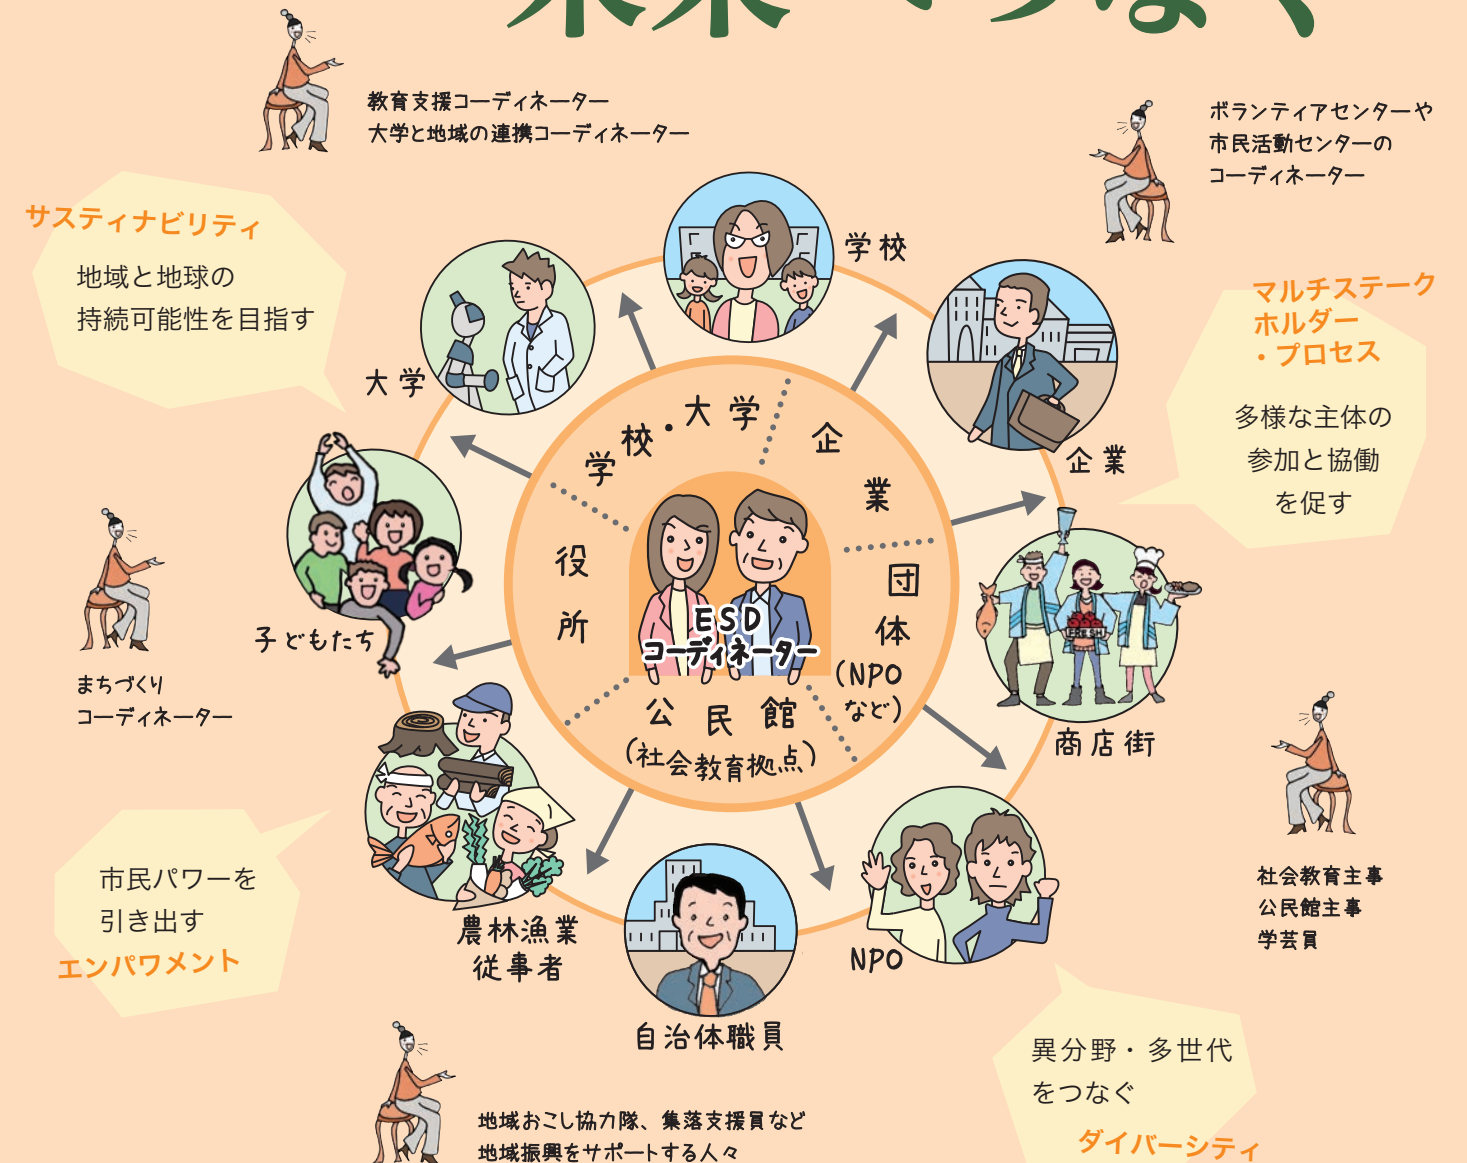 教育支援コーディネーター
大学と地域の連携コーディネーター
ボランティアセンターや
市民活動センターの
コーディネーター
サスティナビリティ
地域と地球の
持続可能性を目指す
学校
大学
企業
マルチステーク
ホルダー
・プロセス
多様な主体の
参加と協働
を促す
学校・大学
企業
団体
(NPO
など)
役所
ESD
コーディネーター
公民館
(社会教育拠点)
子どもたち
FRESH
商店街
まちづくり
コーディネーター
市民パワーを
引き出す
エンパワメント
農林漁業
従事者
自治体職員
NPO
社会教育主事
公民館主事
学芸員
異分野・多世代
をつなぐ
ダイバーシティ
地域おこし協力隊、集落支援員など
地域振興をサポートする人々